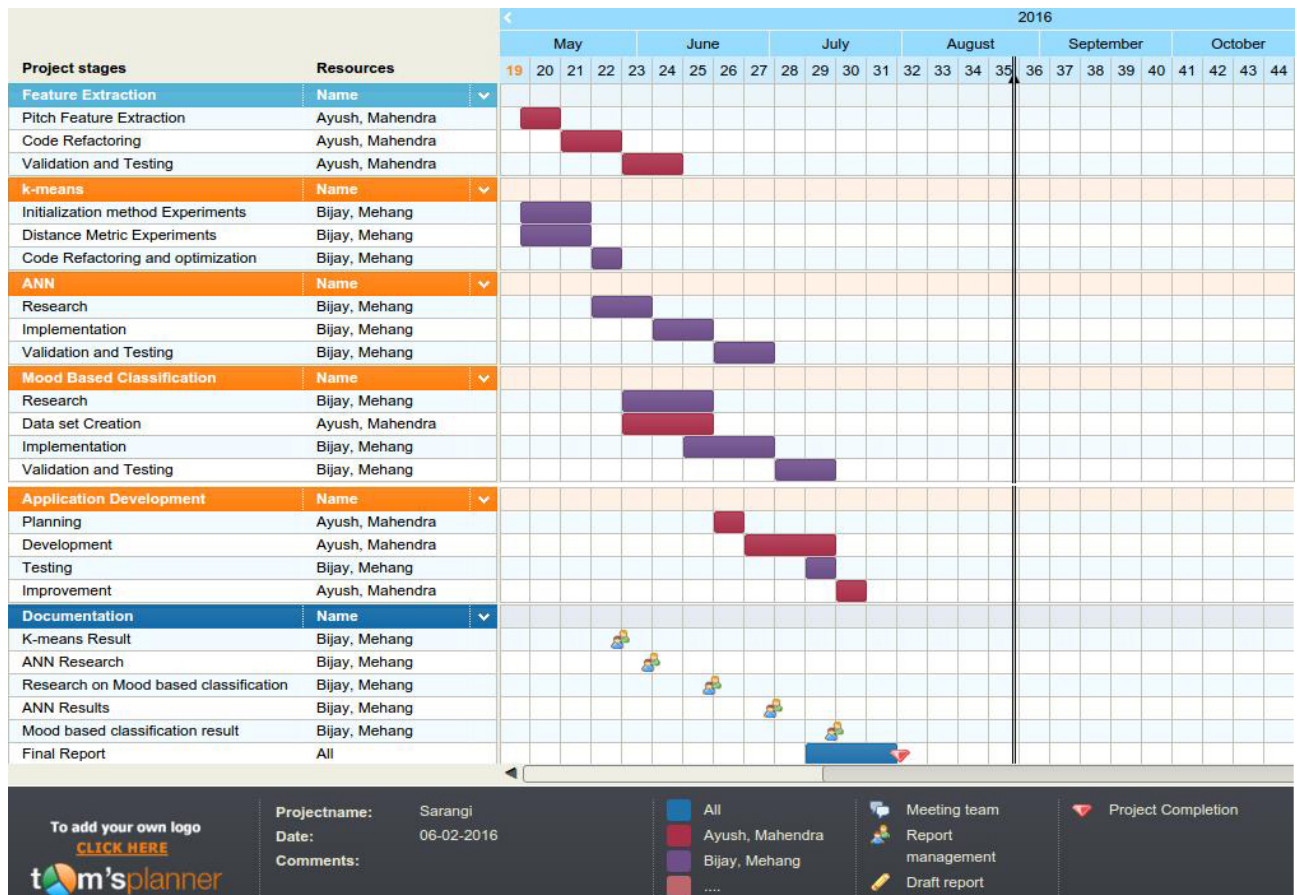 2016
May June July August September October
Project stages Resources 19 20 21 22 23 24 25 26 27 28 29 30 31 32 33 34 35 36 37 38 39 40 41 42 43 44
Feature Extraction Name
Pitch Feature Extraction Ayush, Mahendra
Code Refactoring Ayush, Mahendra
Validation and Testing Ayush, Mahendra
k-means Name
Initialization method Experiments Bijay, Mehang
Distance Metric Experiments Bijay, Mehang
Code Refactoring and optimization Bijay, Mehang
ANN Name
Research Bijay, Mehang
Implementation Bijay, Mehang
Validation and Testing Bijay, Mehang
Mood Based Classification Name
Research Bijay, Mehang
Data set Creation Ayush, Mahendra
Implementation Bijay, Mehang
Validation and Testing Bijay, Mehang
Application Development Name
Planning Ayush, Mahendra
Development Ayush, Mahendra
Testing Bijay, Mehang
Improvement Ayush, Mahendra
Documentation Name
K-means Result Bijay, Mehang
ANN Research Bijay, Mehang
Research on Mood based classification Bijay, Mehang
ANN Results Bijay, Mehang
Mood based classification result Bijay, Mehang
Final Report All
To add your own logo
CLICK HERE
tom'splanner
Projectname: Sarangi
Date: 06-02-2016
Comments:
All
Ayush, Mahendra
Bijay, Mehang
....
Meeting team
Report
management
Draft report
Project Completion